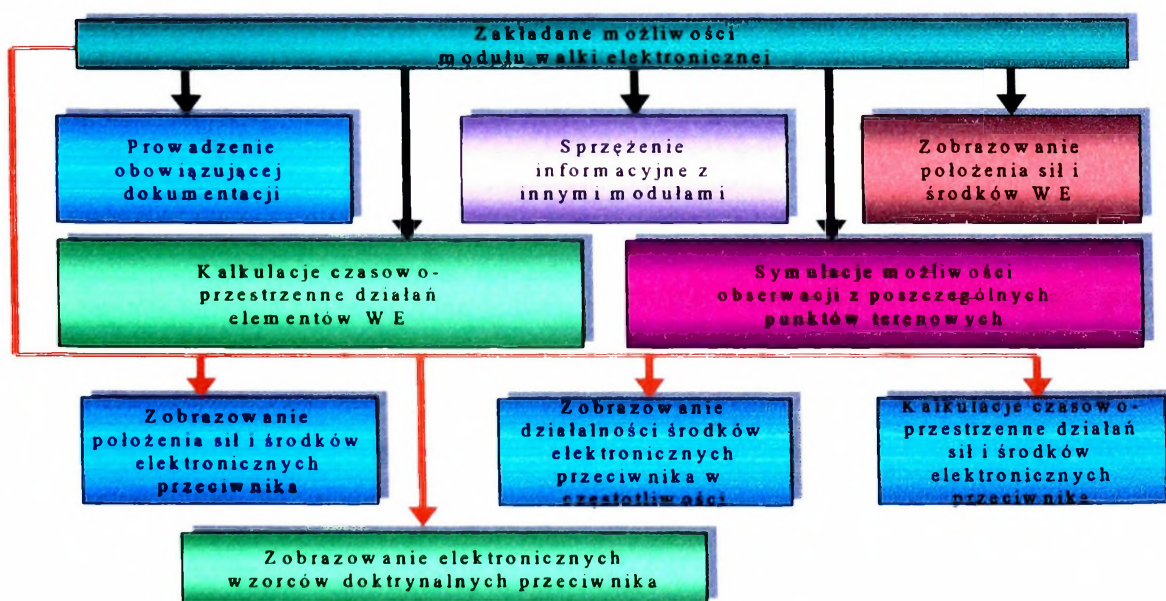 Zakładane możliwości
modułu walki elektronicznej
Prowadzenie
obowiązującej
dokumentacji
Sprzężenie
informacyjne z
innymi modułami
Zobrazowanie
położenia sił i
środków WE
Kalkulacje czasowo-
przestrzenne działań
elementów WE
Symulacje możliwości
obserwacji z poszczególnych
punktów terenowych
Zobrazowanie
położenia sił i środków
elektronicznych
przeciwnika
Zobrazowanie
działalności środków
elektronicznych
przeciwnika w
częstotliwości
Kalkulacje czasowo-
przestrzenne działań
sił i środków
elektronicznych
przeciwnika
Zobrazowanie elektronicznych
wzorców doktrynalnych przeciwnika